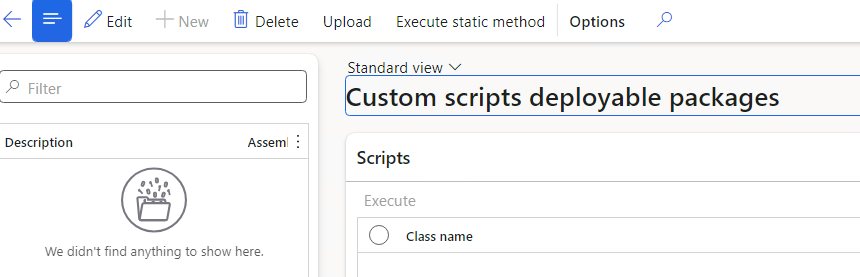 Edit New Delete Upload Execute static method Options
Filter
Description Assembl
We didn't find anything to show here.
Standard view
Custom scripts deployable packages
Scripts
Execute
Class name